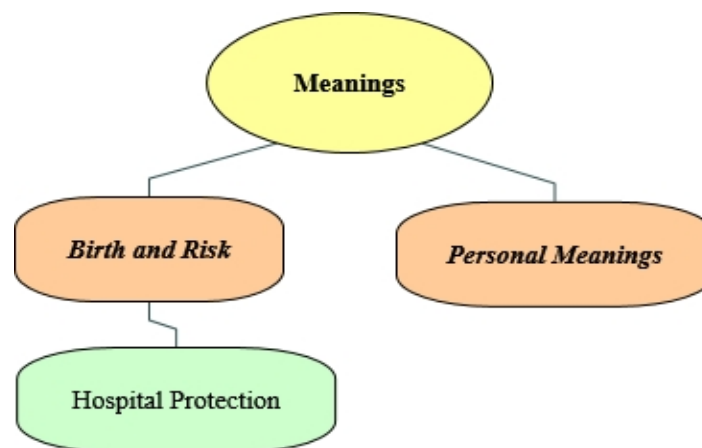 Meanings
Birth and Risk
Personal Meanings
Hospital Protection